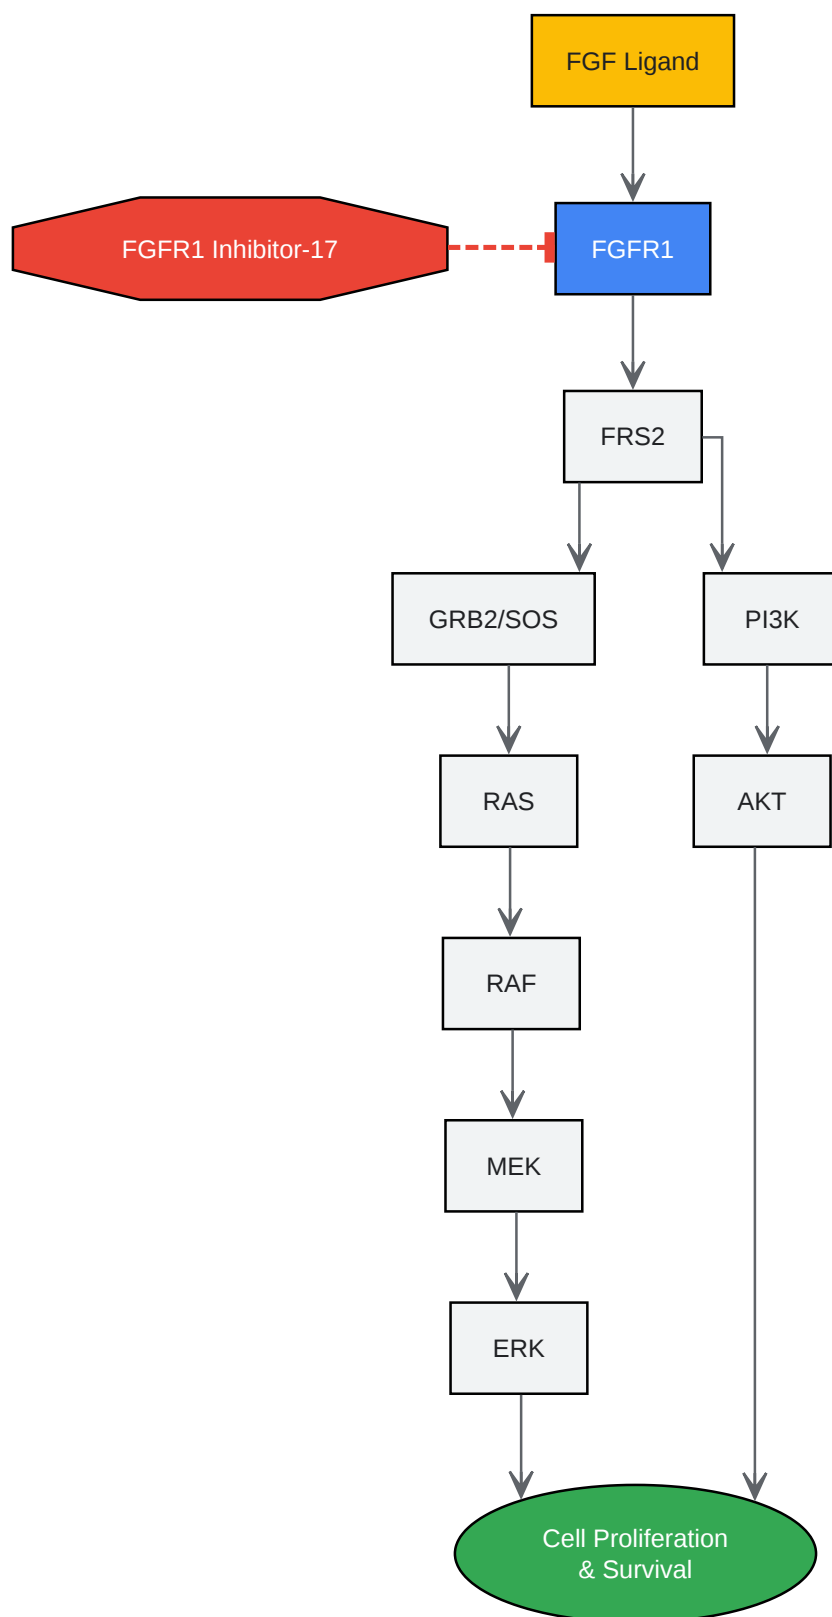 FGF Ligand
FGFR1 Inhibitor-17
FGFR1
FRS2
GRB2/SOS
PI3K
RAS
AKT
RAF
MEK
ERK
Cell Proliferation
& Survival